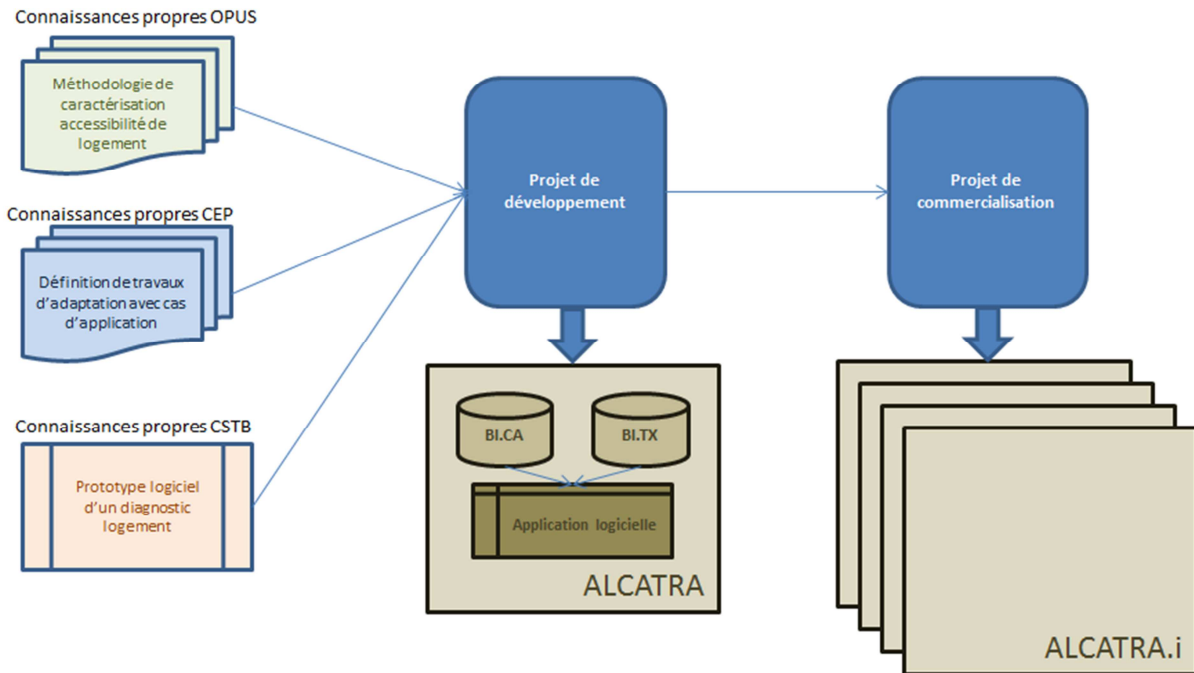 Connaissances propres OPUS
Méthodologie de
caractérisation
accessibilité de
logement
Connaissances propres CEP
Définition de travaux
d'adaptation avec cas
d'application
Connaissances propres CSTB
Prototype logiciel
d'un diagnostic
logement
Projet de
développement
Projet de
commercialisation
BI.CA
BI.TX
Application logicielle
ALCATRA
ALCATRA.i